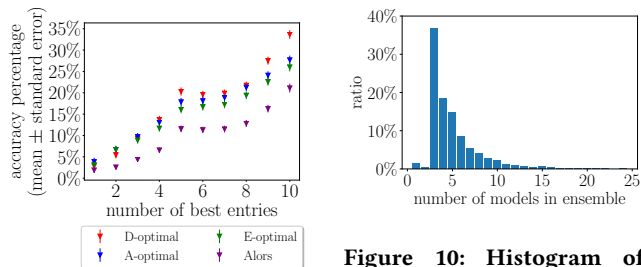 accuracy percentage
(mean ± standard error)
35%
30%
25%
20%
15%
10%
5%
0%
2 4 6 8 10
number of best entries
D-optimal
A-optimal
E-optimal
Alors
ratio
40%
30%
20%
10%
0%
0 5 10 15 20 25
number of models in ensemble
Figure 10: Histogram of